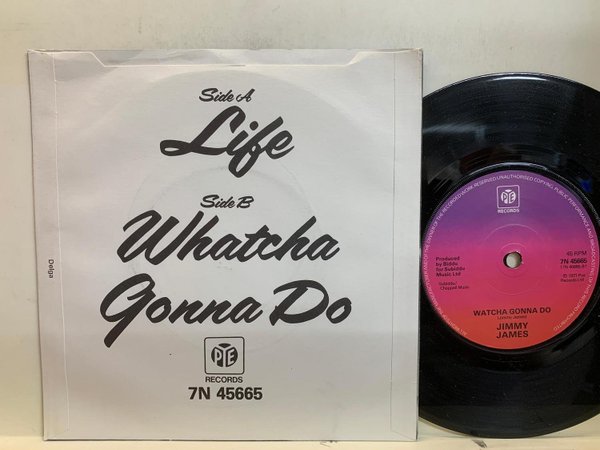 Side A
Life
Side B
Whatcha
Gonna Do
PYE
RECORDS
7N 45665
Delga
PYE
RECORDS
Produced
by Biddu
for Subiddu
Music Ltd
45 RPM
7N 45665
WATCHA GONNA DO
JIMMY
JAMES